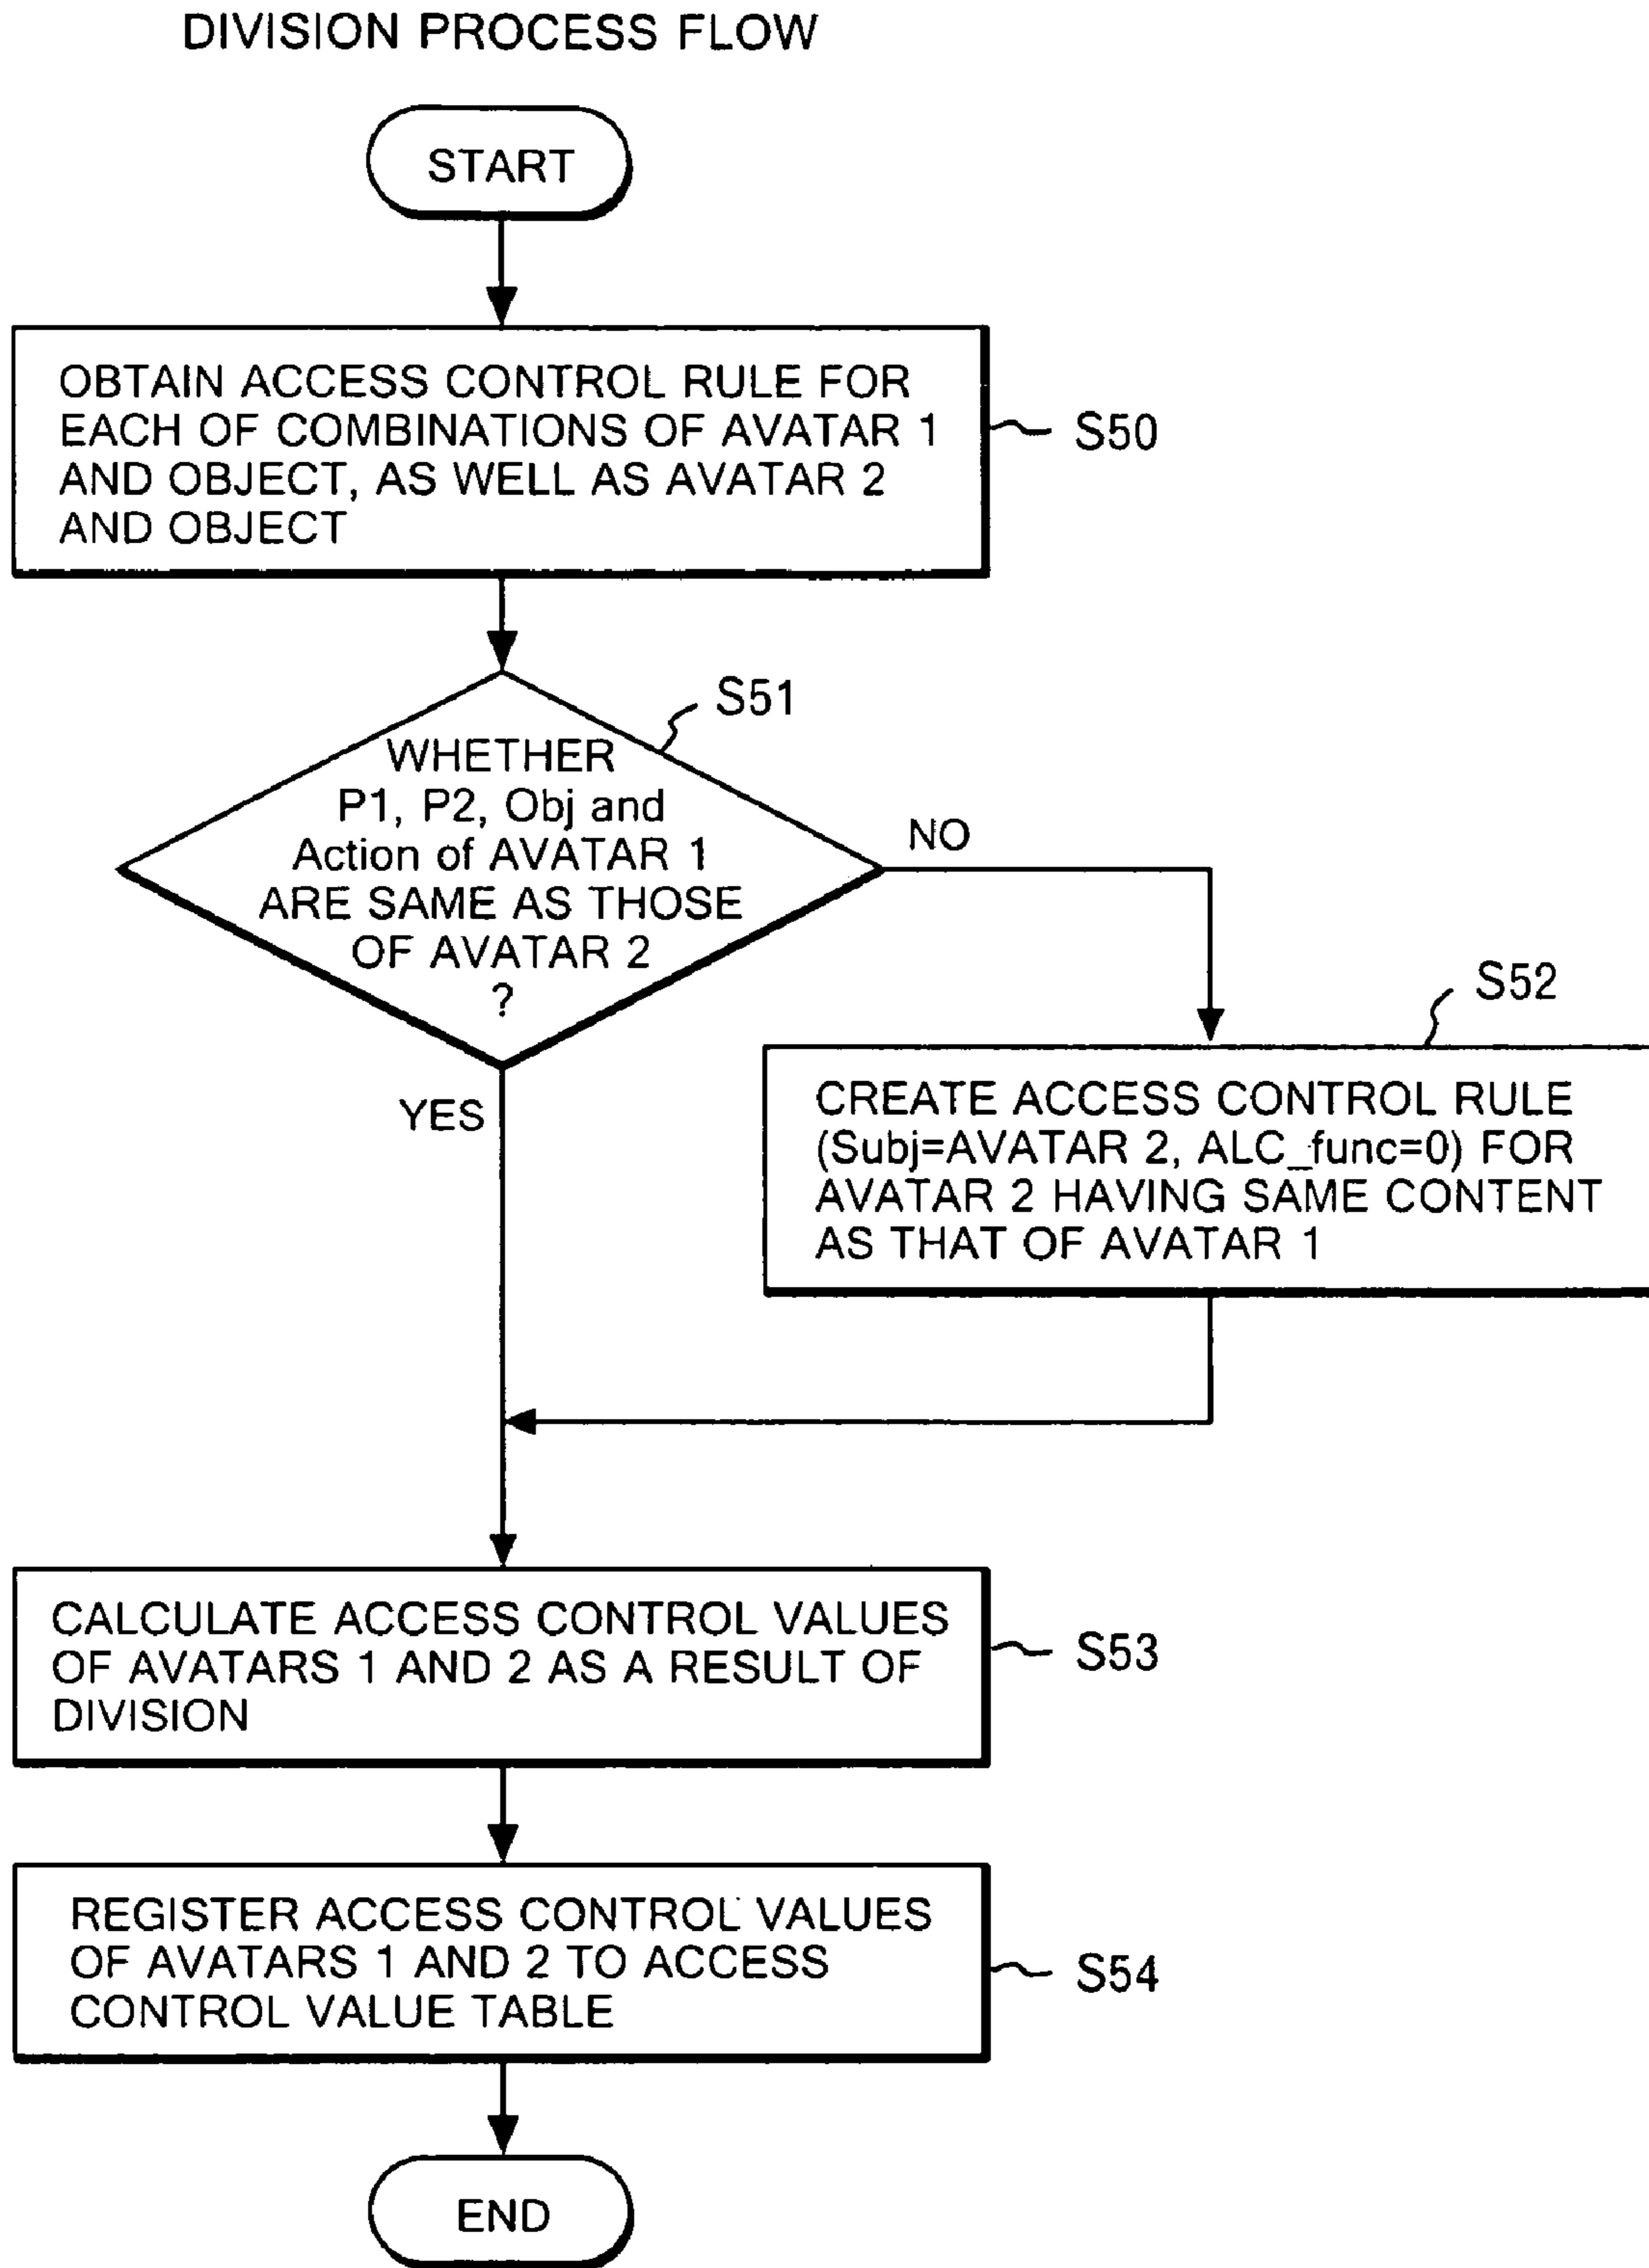 DIVISION PROCESS FLOW
START
OBTAIN ACCESS CONTROL RULE FOR
EACH OF COMBINATIONS OF AVATAR 1
AND OBJECT, AS WELL AS AVATAR 2
AND OBJECT
S50
S51
WHETHER
P1, P2, Obj and
Action of AVATAR 1
ARE SAME AS THOSE
OF AVATAR 2
?
NO
YES
S52
CREATE ACCESS CONTROL RULE
(Subj=AVATAR 2, ALC_func=0) FOR
AVATAR 2 HAVING SAME CONTENT
AS THAT OF AVATAR 1
CALCULATE ACCESS CONTROL VALUES
OF AVATARS 1 AND 2 AS A RESULT OF
DIVISION
S53
REGISTER ACCESS CONTROL VALUES
OF AVATARS 1 AND 2 TO ACCESS
CONTROL VALUE TABLE
S54
END